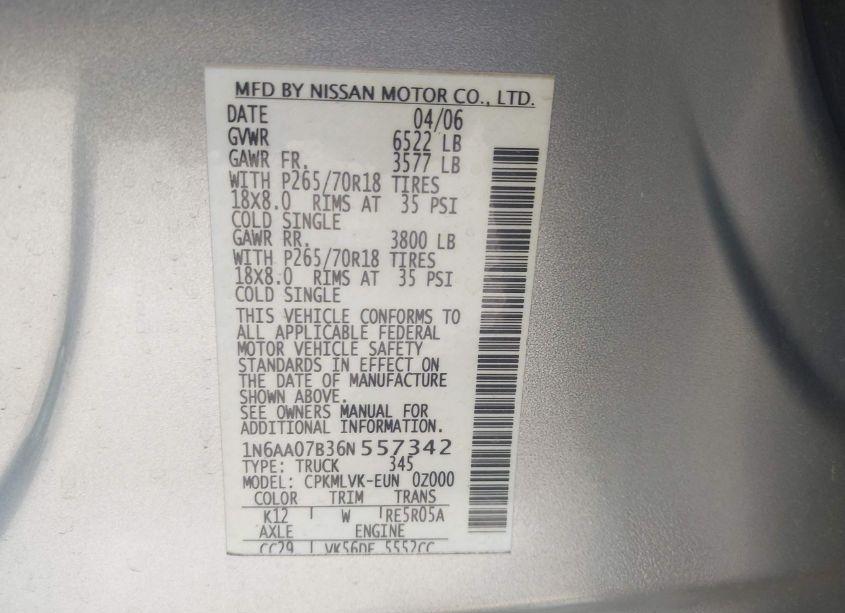 MFD BY NISSAN MOTOR CO., LTD.
DATE 04/06
GVWR 6522 LB
GAWR FR. 3577 LB
WITH P265/70R18 TIRES
18X8.0 RIMS AT 35 PSI
COLD SINGLE
GAWR RR. 3800 LB
WITH P265/70R18 TIRES
18X8.0 RIMS AT 35 PSI
COLD SINGLE
THIS VEHICLE CONFORMS TO
ALL APPLICABLE FEDERAL
MOTOR VEHICLE SAFETY
STANDARDS IN EFFECT ON
THE DATE OF MANUFACTURE
SHOWN ABOVE.
SEE OWNERS MANUAL FOR
ADDITIONAL INFORMATION.
1N6AA07B36N557342
TYPE: TRUCK 345
MODEL: CPKMLVK-EUN 0Z000
COLOR TRIM TRANS
K12 W RE5R05A
AXLE ENGINE
CC29 VK56DE 5552CC